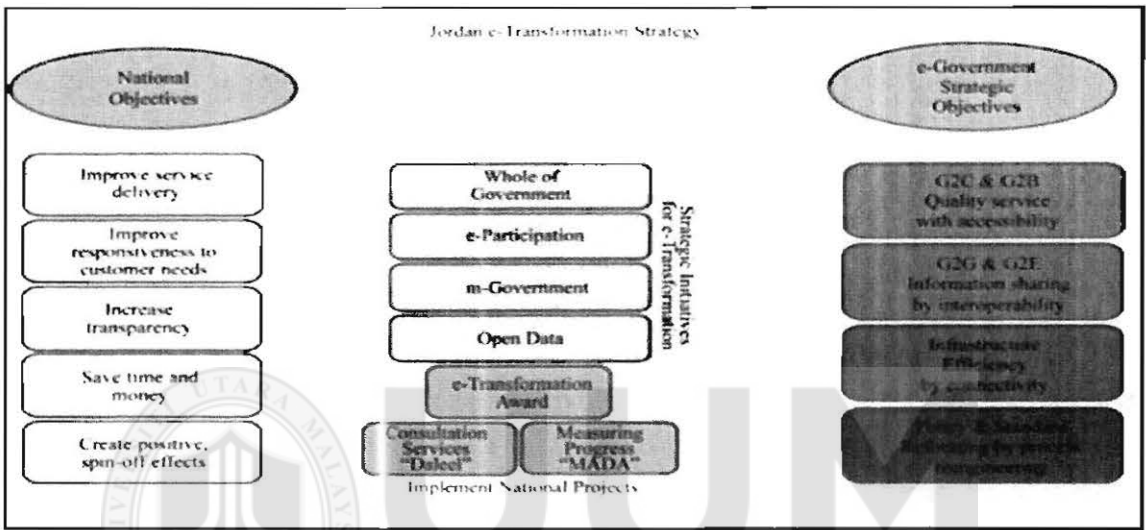 Jordan e-Transformation Strategy
National
Objectives
Improve service
delivery
Improve
responsiveness to
customer needs
Increase
transparency
Save time and
money
Create positive,
spin-off effects
Whole of
Government
e-Participation
m-Government
Open Data
Strategic Initiatives
for e-Transformation
e-Transformation
Award
Consultation
Services
"Daleel"
Measuring
Progress
"MADA"
Implement National Projects
e-Government
Strategic
Objectives
G2C & G2B
Quality service
with accessibility
G2G & G2E
Information sharing
by interoperability
Infrastructure
Efficiency
by connectivity
UTARA MALAYS
UUM